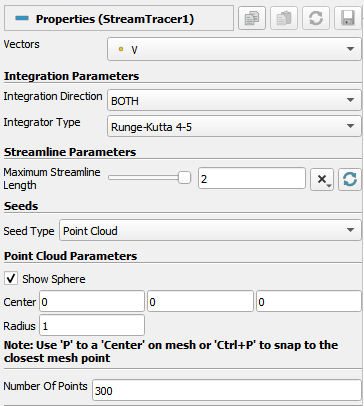 Properties (StreamTracer1)
Vectors V
Integration Parameters
Integration Direction BOTH
Integrator Type Runge-Kutta 4-5
Streamline Parameters
Maximum Streamline
Length 2
Seeds
Seed Type Point Cloud
Point Cloud Parameters
Show Sphere
Center 0 0 0
Radius 1
Note: Use 'P' to a 'Center' on mesh or 'Ctrl+P' to snap to the
closest mesh point
Number Of Points 300